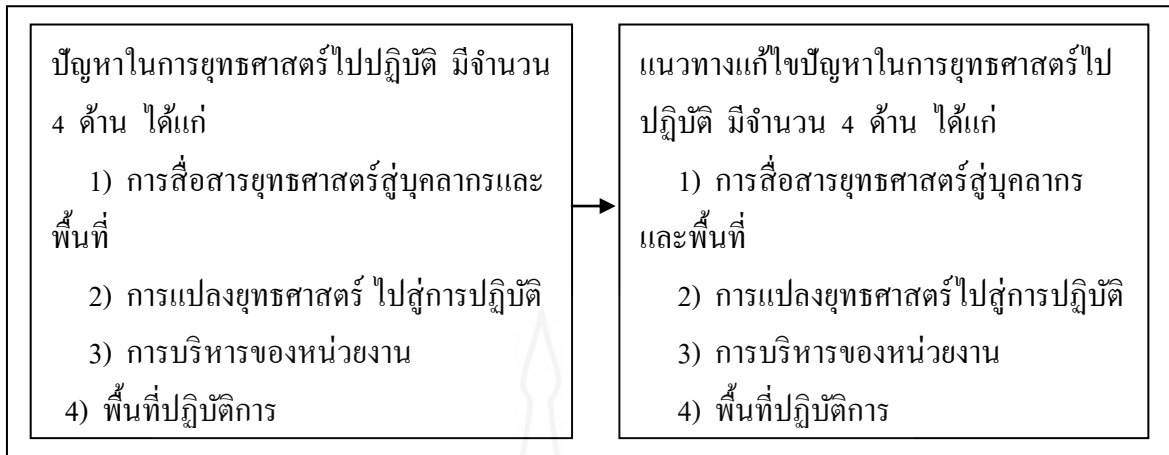 ปัญหาในการยุทธศาสตร์ไปปฏิบัติ มีจำนวน
4 ด้าน ได้แก่
1) การสื่อสารยุทธศาสตร์สู่บุคลากรและ
พื้นที่
2) การแปลงยุทธศาสตร์ ไปสู่การปฏิบัติ
3) การบริหารของหน่วยงาน
4) พื้นที่ปฏิบัติการ
แนวทางแก้ไขปัญหาในการยุทธศาสตร์ไป
ปฏิบัติ มีจำนวน 4 ด้าน ได้แก่
1) การสื่อสารยุทธศาสตร์สู่บุคลากร
และพื้นที่
2) การแปลงยุทธศาสตร์ไปสู่การปฏิบัติ
3) การบริหารของหน่วยงาน
4) พื้นที่ปฏิบัติการ